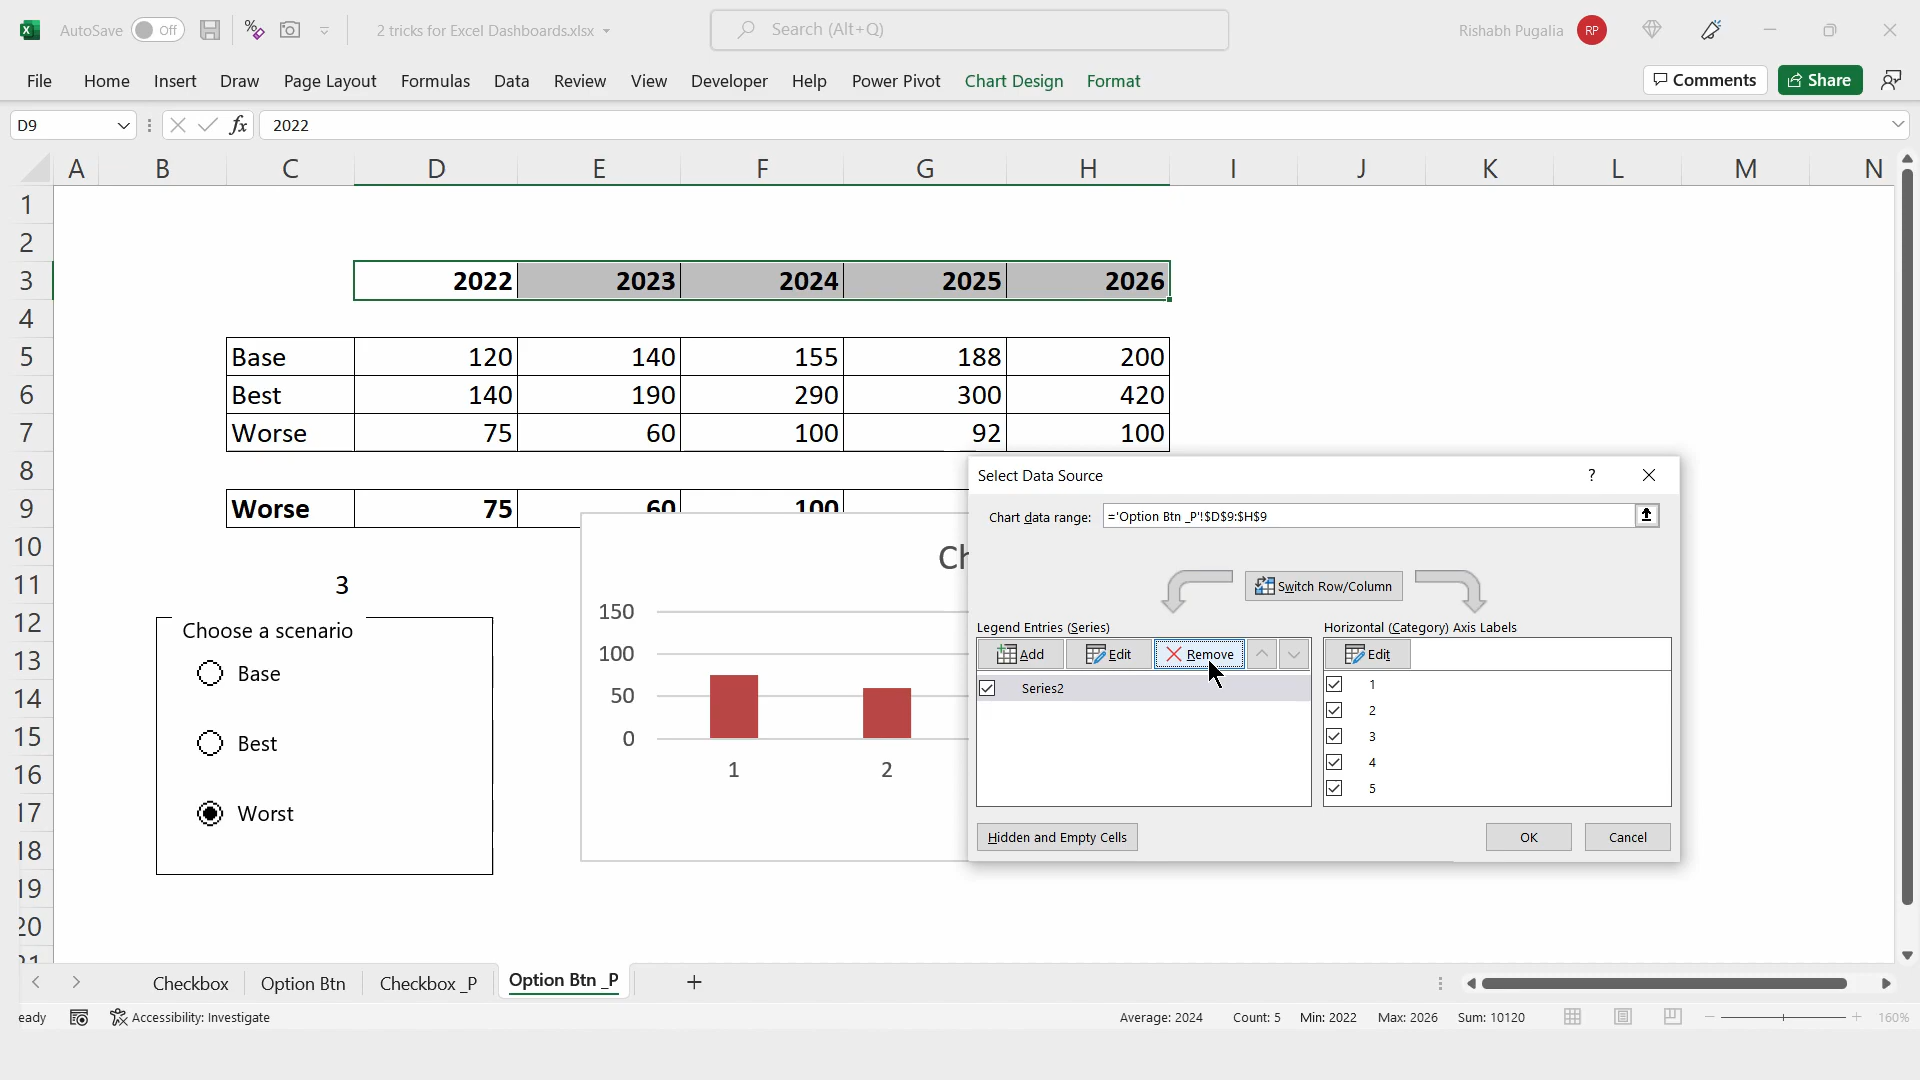 AutoSave Off 2 tricks for Excel Dashboards.xlsx Search (Alt+Q) Rishabh Pugalia RP
File Home Insert Draw Page Layout Formulas Data Review View Developer Help Power Pivot Chart Design Format Comments Share
D9 fx 2022
A B C D E F G H I J K L M N
1
2
3 2022 2023 2024 2025 2026
4
5 Base 120 140 155 188 200
6 Best 140 190 290 300 420
7 Worse 75 60 100 92 100
8
9 Worse 75 60 100
10
11 3
12
13
14
15
16
17
18
19
20
21
Choose a scenario
Base
Best
Worst
150
100
50
0
1 2
Select Data Source ?
Chart data range: ='Option Btn _P'!$D$9:$H$9
Switch Row/Column
Legend Entries (Series) Horizontal (Category) Axis Labels
Add Edit Remove Edit
Series2
1
2
3
4
5
Hidden and Empty Cells OK Cancel
Checkbox Option Btn Checkbox _P Option Btn _P
eady Accessibility: Investigate Average: 2024 Count: 5 Min: 2022 Max: 2026 Sum: 10120 160%